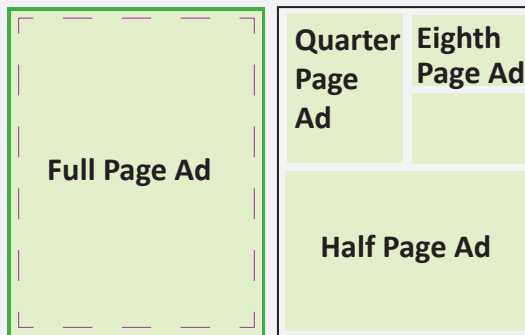 Full Page Ad
Quarter
Page
Ad
Eighth
Page Ad
Half Page Ad